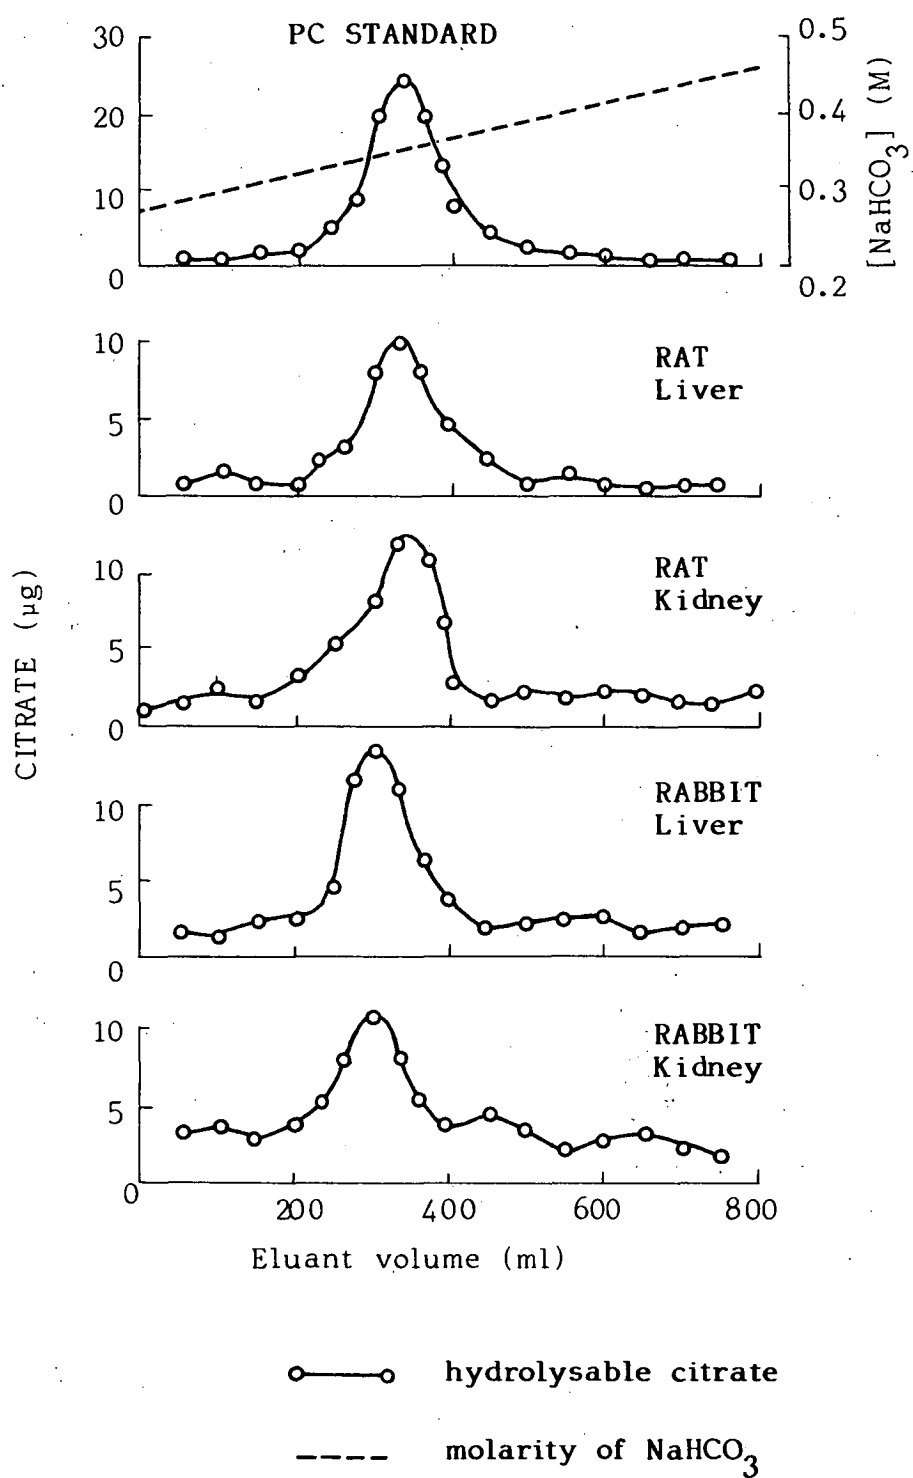 PC STANDARD
30
20
10
0
0.5
0.4
0.3
0.2
[NaHCO3] (M)
10
5
0
RAT
Liver
10
5
0
RAT
Kidney
CITRATE (µg)
10
5
0
RABBIT
Liver
10
5
0
RABBIT
Kidney
200
400
600
800
Eluant volume (ml)
hydrolysable citrate
molarity of NaHCO3